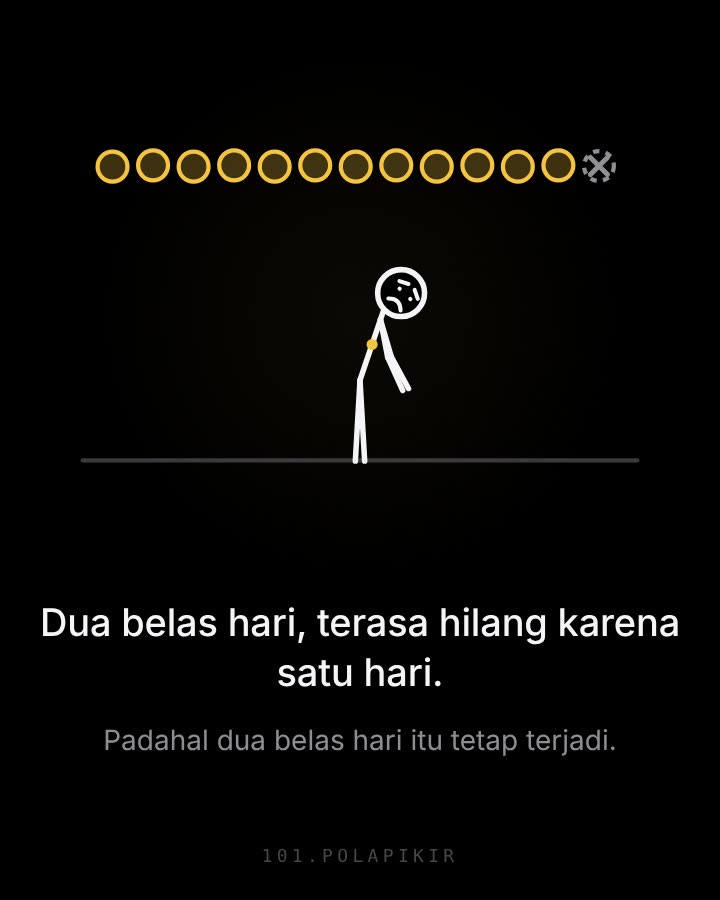 Dua belas hari, terasa hilang karena
satu hari.
Padahal dua belas hari itu tetap terjadi.
101.POLAPIKIR